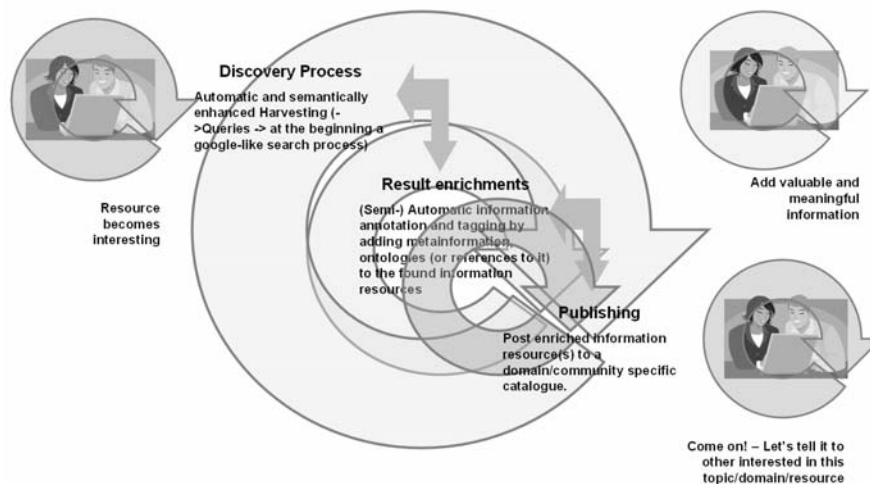 Discovery Process
Automatic and semantically
enhanced Harvesting (-
>Queries -> at the beginning a
google-like search process)
Resource
becomes
interesting
Result enrichments
(Semi-) Automatic information
annotation and tagging by
adding metainformation,
ontologies (or references to it)
to the found information
resources
Publishing
Post enriched information
resource(s) to a
domain/community specific
catalogue.
Add valuable and
meaningful
information
Come on! – Let's tell it to
other interested in this
topic/domain/resource